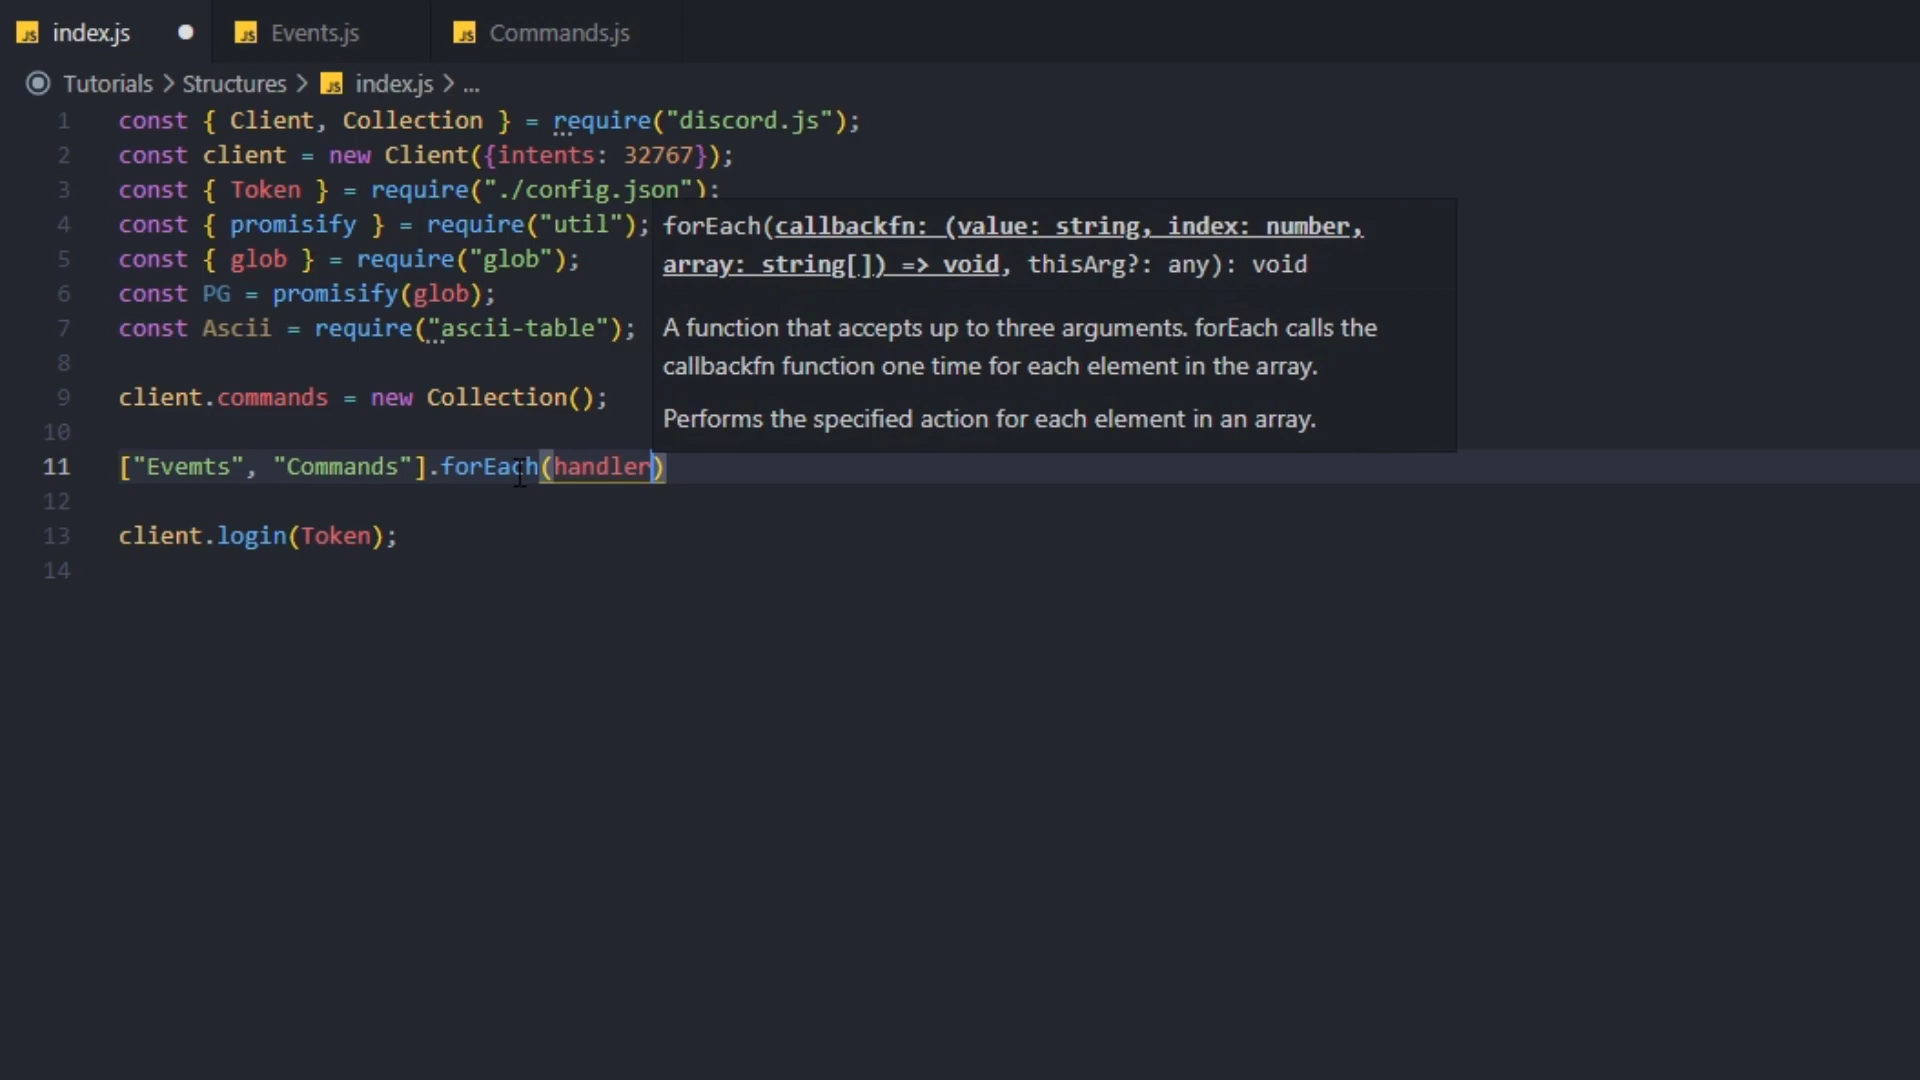 index.js
Events.js
Commands.js
Tutorials > Structures > index.js > ...
1 const { Client, Collection } = require("discord.js");
2 const client = new Client({intents: 32767});
3 const { Token } = require("./config.json");
4 const { promisify } = require("util");
5 const { glob } = require("glob");
6 const PG = promisify(glob);
7 const Ascii = require("ascii-table");
8
9 client.commands = new Collection();
10
11 ["Evemts", "Commands"].forEach(handler)
12
13 client.login(Token);
14
forEach(callbackfn: (value: string, index: number,
array: string[]) => void, thisArg?: any): void
A function that accepts up to three arguments. forEach calls the
callbackfn function one time for each element in the array.
Performs the specified action for each element in an array.